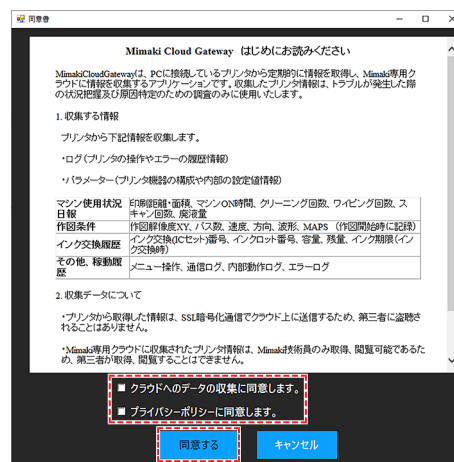 同意書
Mimaki Cloud Gateway はじめにお読みください
MimakiCloudGatewayは、PCに接続しているプリンタから定期的に情報を取得し、Mimaki専用ク
ラウドに情報を収集するアプリケーションです。収集したプリンタ情報は、トラブルが発生した際
の状況把握及び原因特定のための調査のみに使用いたします。
1. 収集する情報
プリンタから下記情報を収集します。
・ログ(プリンタの操作やエラーの履歴情報)
・パラメーター(プリンタ機器の構成や内部の設定値情報)
マシン使用状況 印刷距離・面積、マシンON時間、クリーニング回数、ワイピング回数、ス
日報 キャン回数、廃液量
作図条件 作図解像度XY、パス数、速度、方向、波形、MAPS (作図開始時に記録)
インク交換履歴 インク交換(ICセット)番号、インクロット番号、容量、残量、インク期限(イン
ク交換時)
その他、稼動履 メニュー操作、通信ログ、内部動作ログ、エラーログ
歴
2. 収集データについて
・プリンタから取得した情報は、SSL暗号化通信でクラウド上に送信するため、第三者に盗聴さ
れることはありません。
・Mimaki専用クラウドに収集されたプリンタ情報は、Mimaki技術員のみ取得、閲覧可能であるた
め、第三者が取得、閲覧することはできません。
クラウドへのデータの収集に同意します。
プライバシーポリシーに同意します。
同意する キャンセル